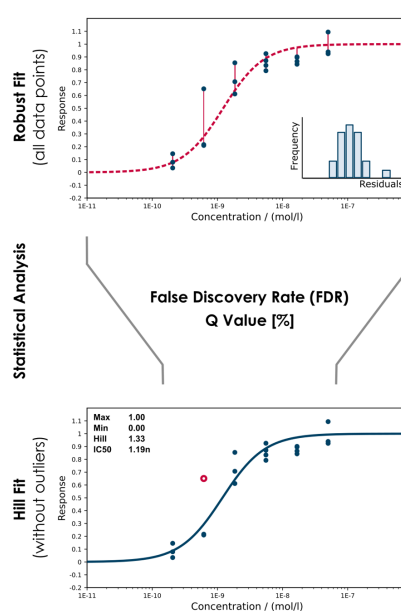 Robust Fit
(all data points)
Response
1.1
1
0.9
0.8
0.7
0.6
0.5
0.4
0.3
0.2
0.1
0
-0.1
-0.2
Frequency
Residuals
1E-11
1E-10
1E-9
1E-8
1E-7
Concentration / (mol/l)
Statistical Analysis
False Discovery Rate (FDR)
Q Value [%]
Hill Fit
(without outliers)
Response
1.1
1
0.9
0.8
0.7
0.6
0.5
0.4
0.3
0.2
0.1
0
-0.1
-0.2
Max 1.00
Min 0.00
Hill 1.33
IC50 1.19n
1E-11
1E-10
1E-9
1E-8
1E-7
Concentration / (mol/l)